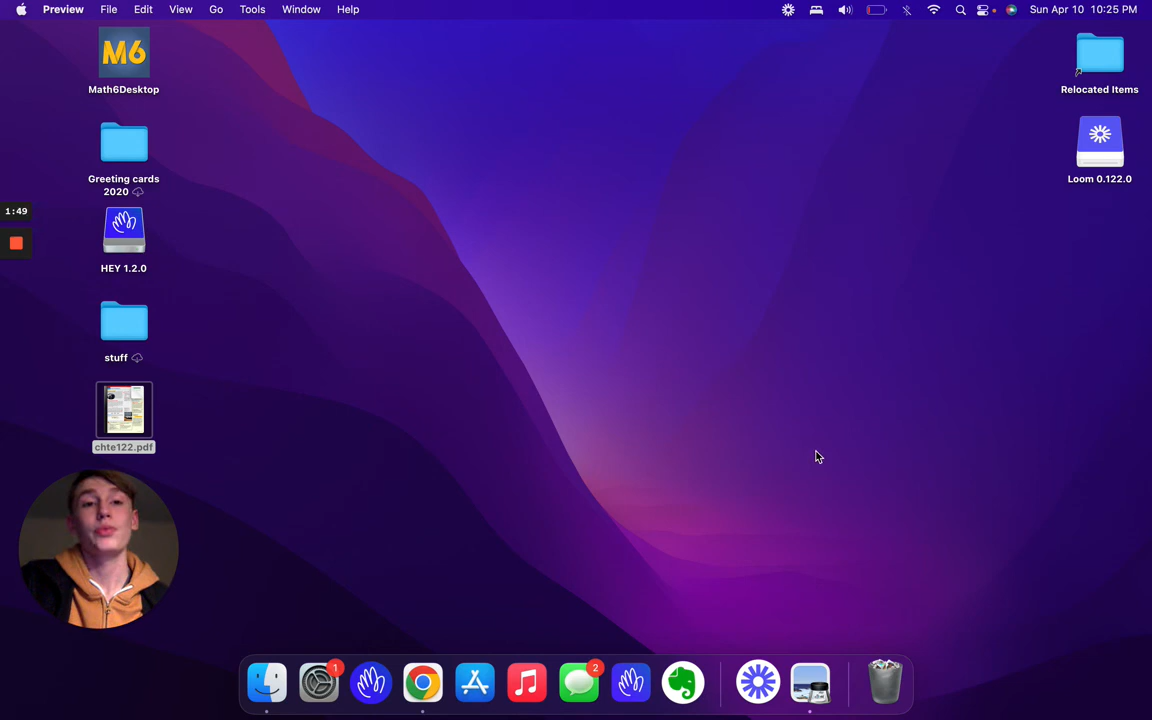 Preview File Edit View Go Tools Window Help
Sun Apr 10 10:25 PM
M6
Math6Desktop
Relocated Items
Greeting cards
2020
Loom 0.122.0
1:49
HEY 1.2.0
stuff
chte122.pdf
1
2